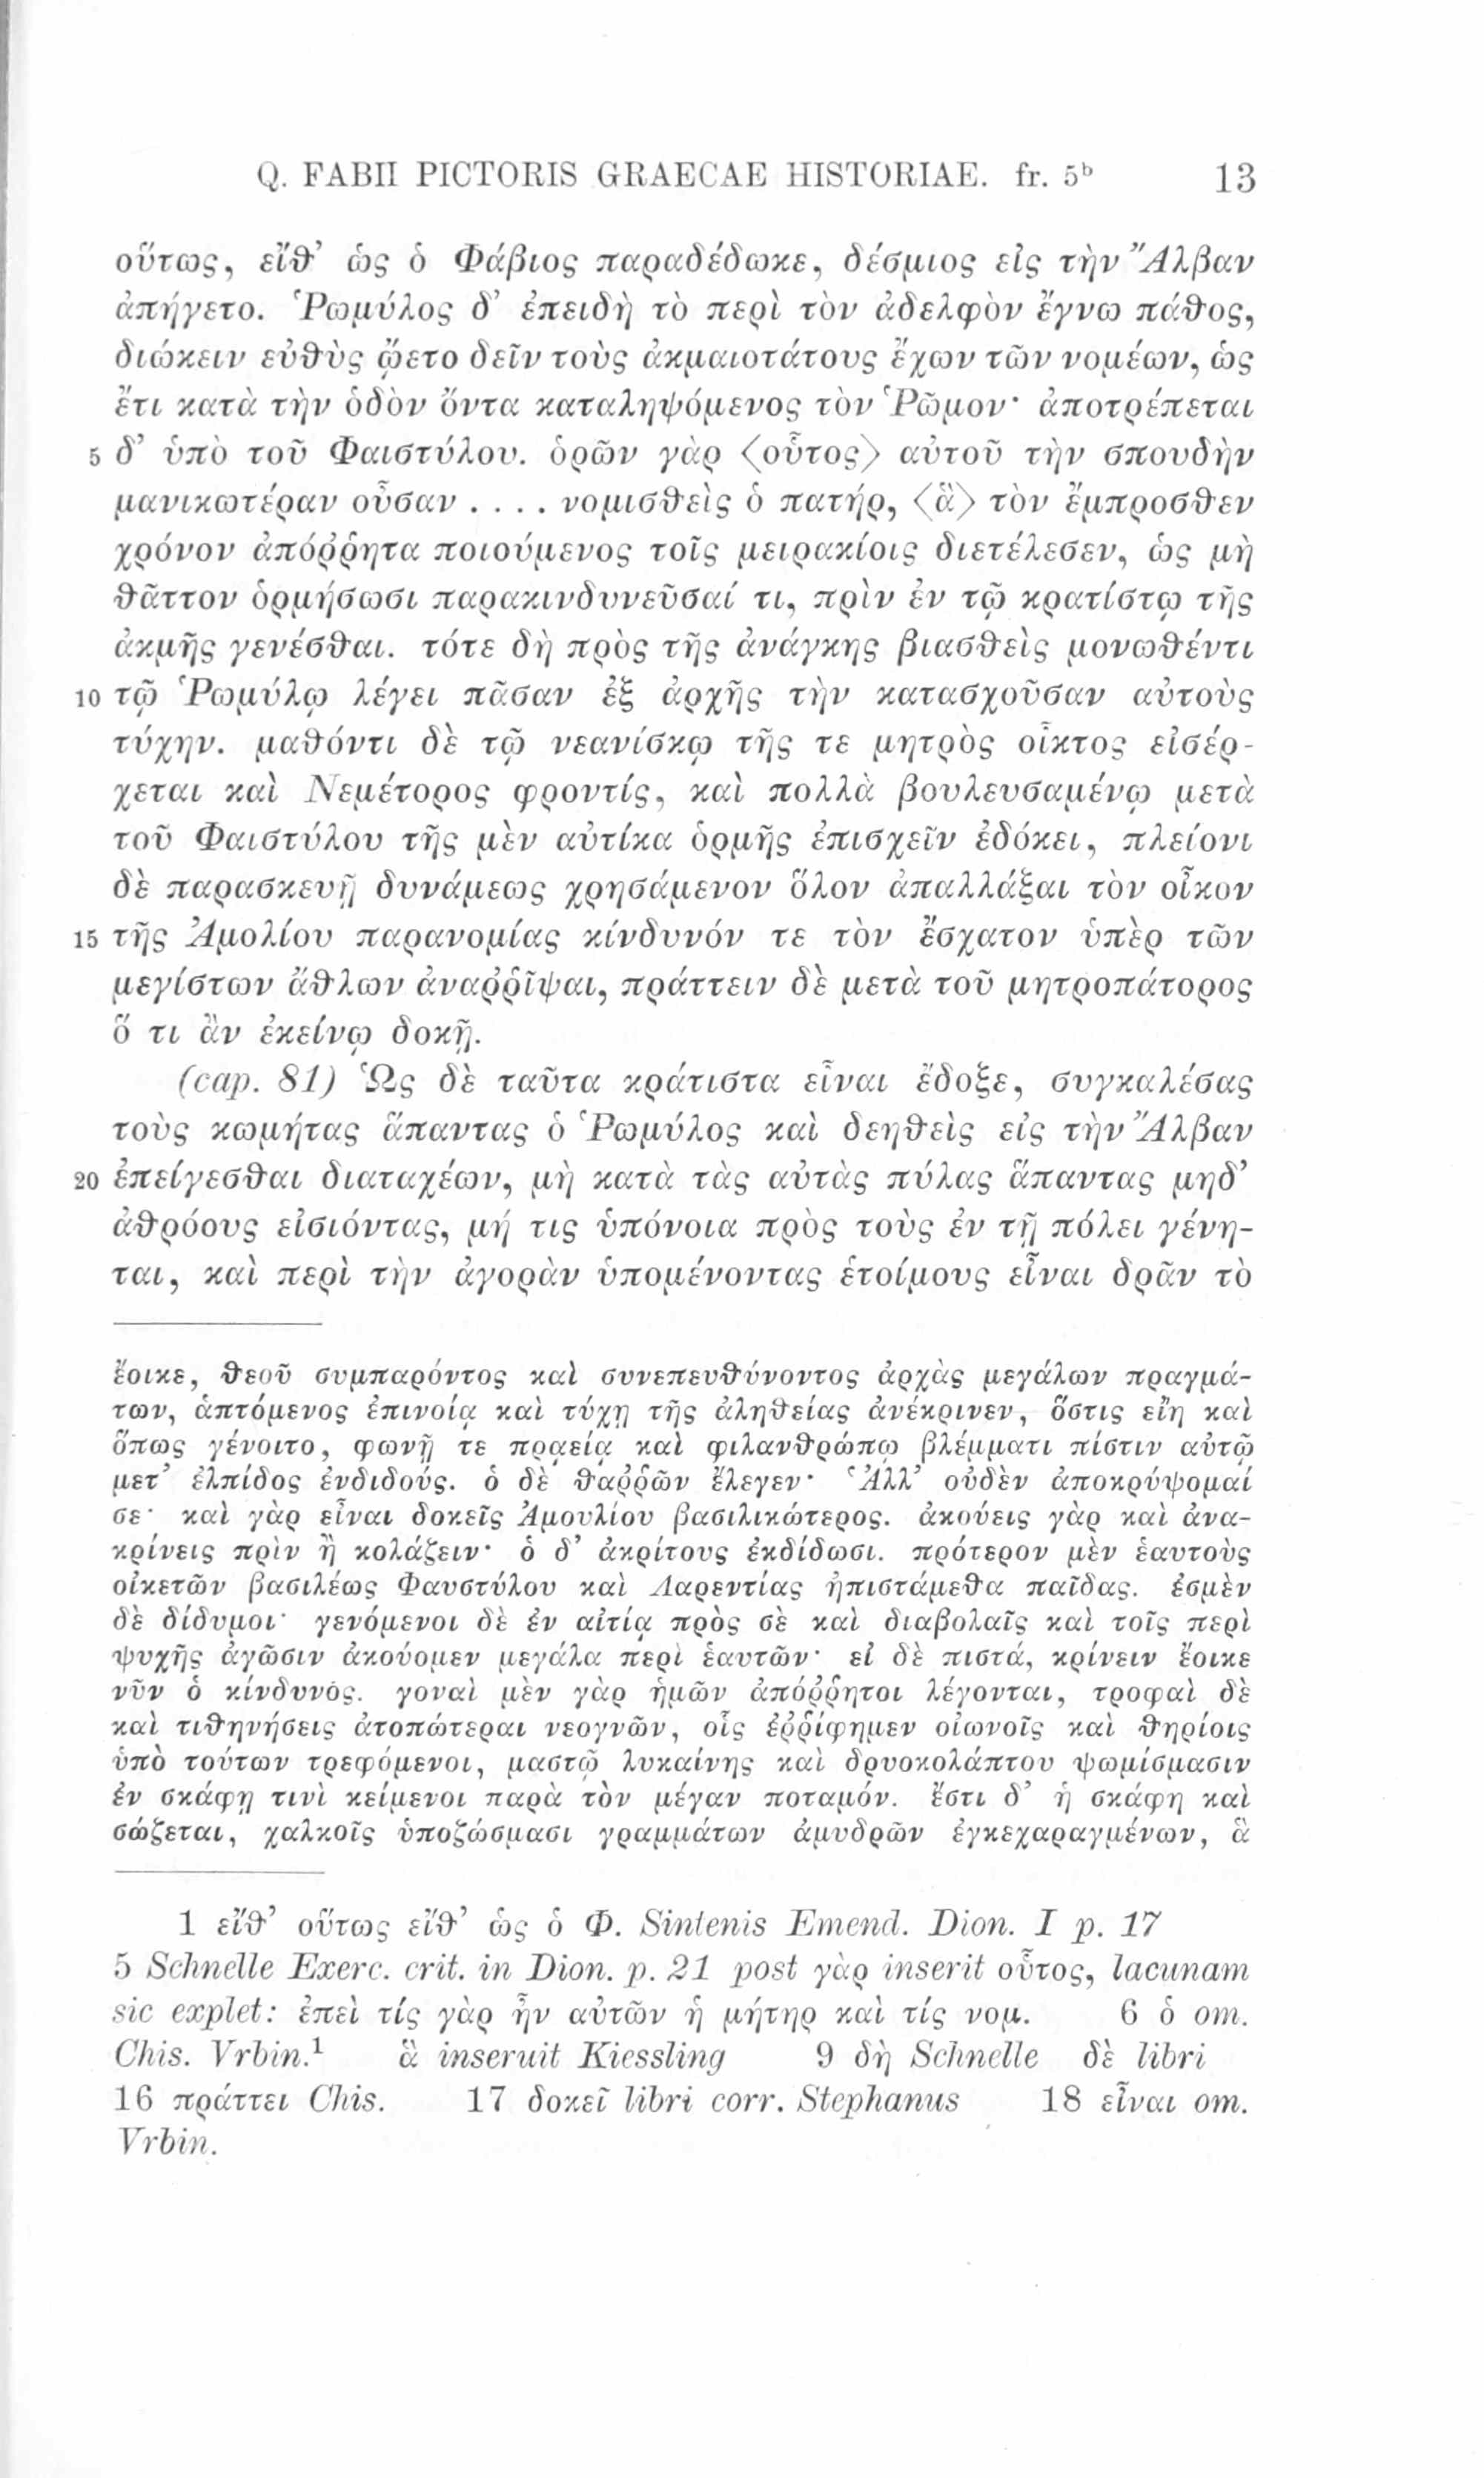 Q. FABII PICTORIS GRAECAE HISTORIAE. fr. 5ᵇ 13
οὕτως, εἴθ’ ὡς ὁ Φάβιος παραδέδωκε, δέσμιος εἰς τὴν Ἄλβαν
ἀπήγετο. Ῥωμύλος δ’ ἐπειδὴ τὸ περὶ τὸν ἀδελφὸν ἔγνω πάθος,
διώκειν εὐθὺς ᾤετο δεῖν τοὺς ἀκμαιοτάτους ἔχων τῶν νομέων, ὡς
ἔτι κατὰ τὴν ὁδὸν ὄντα καταληψόμενος τὸν Ῥῶμον· ἀποτρέπεται
5 δ’ ὑπὸ τοῦ Φαιστύλου. ὁρῶν γὰρ <οὗτος> αὐτοῦ τὴν σπουδὴν
μανικωτέραν οὖσαν . . . . νομισθεὶς ὁ πατήρ, <ἃ> τὸν ἔμπροσθεν
χρόνον ἀπόῤῥητα ποιούμενος τοῖς μειρακίοις διετέλεσεν, ὡς μὴ
θᾶττον ὁρμήσωσι παρακινδυνεῦσαί τι, πρὶν ἐν τῷ κρατίστῳ τῆς
ἀκμῆς γενέσθαι. τότε δὴ πρὸς τῆς ἀνάγκης βιασθεὶς μονωθέντι
10 τῷ Ῥωμύλῳ λέγει πᾶσαν ἐξ ἀρχῆς τὴν κατασχοῦσαν αὐτοὺς
τύχην. μαθόντι δὲ τῷ νεανίσκῳ τῆς τε μητρὸς οἶκτος εἰσέρ-
χεται καὶ Νεμέτορος φροντίς, καὶ πολλὰ βουλευσαμένῳ μετὰ
τοῦ Φαιστύλου τῆς μὲν αὐτίκα ὁρμῆς ἐπισχεῖν ἐδόκει, πλείονι
δὲ παρασκευῇ δυνάμεως χρησάμενον ὅλον ἀπαλλάξαι τὸν οἶκον
15 τῆς Ἀμολίου παρανομίας κίνδυνόν τε τὸν ἔσχατον ὑπὲρ τῶν
μεγίστων ἄθλων ἀναῤῥῖψαι, πράττειν δὲ μετὰ τοῦ μητροπάτορος
ὅ τι ἂν ἐκείνῳ δοκῇ.
(cap. 81) Ὡς δὲ ταῦτα κράτιστα εἶναι ἔδοξε, συγκαλέσας
τοὺς κωμήτας ἅπαντας ὁ Ῥωμύλος καὶ δεηθεὶς εἰς τὴν Ἄλβαν
20 ἐπείγεσθαι διαταχέων, μὴ κατὰ τὰς αὐτὰς πύλας ἅπαντας μηδ’
ἀθρόους εἰσιόντας, μή τις ὑπόνοια πρὸς τοὺς ἐν τῇ πόλει γένη-
ται, καὶ περὶ τὴν ἀγορὰν ὑπομένοντας ἑτοίμους εἶναι δρᾶν τὸ
ἔοικε, θεοῦ συμπαρόντος καὶ συνεπευθύνοντος ἀρχὰς μεγάλων πραγμά-
των, ἁπτόμενος ἐπινοίᾳ καὶ τύχῃ τῆς ἀληθείας ἀνέκρινεν, ὅστις εἴη καὶ
ὅπως γένοιτο, φωνῇ τε πραείᾳ καὶ φιλανθρώπῳ βλέμματι πίστιν αὐτῷ
μετ’ ἐλπίδος ἐνδιδούς. ὁ δὲ θαῤῥῶν ἔλεγεν· ‘Ἀλλ’ οὐδὲν ἀποκρύψομαί
σε· καὶ γὰρ εἶναι δοκεῖς Ἀμουλίου βασιλικώτερος. ἀκούεις γὰρ καὶ ἀνα-
κρίνεις πρὶν ἢ κολάζειν· ὁ δ’ ἀκρίτους ἐκδίδωσι. πρότερον μὲν ἑαυτοὺς
οἰκετῶν βασιλέως Φαυστύλου καὶ Λαρεντίας ἠπιστάμεθα παῖδας. ἐσμὲν
δὲ δίδυμοι· γενόμενοι δὲ ἐν αἰτίᾳ πρὸς σὲ καὶ διαβολαῖς καὶ τοῖς περὶ
ψυχῆς ἀγῶσιν ἀκούομεν μεγάλα περὶ ἑαυτῶν· εἰ δὲ πιστά, κρίνειν ἔοικε
νῦν ὁ κίνδυνος. γοναὶ μὲν γὰρ ἡμῶν ἀπόῤῥητοι λέγονται, τροφαὶ δὲ
καὶ τιθηνήσεις ἀτοπώτεραι νεογνῶν, οἷς ἐῤῥίφημεν οἰωνοῖς καὶ θηρίοις
ὑπὸ τούτων τρεφόμενοι, μαστῷ λυκαίνης καὶ δρυοκολάπτου ψωμίσμασιν
ἐν σκάφῃ τινὶ κείμενοι παρὰ τὸν μέγαν ποταμόν. ἔστι δ’ ἡ σκάφη καὶ
σώζεται, χαλκοῖς ὑποζώσμασι γραμμάτων ἀμυδρῶν ἐγκεχαραγμένων, ἃ
1 εἴθ’ οὕτως εἴθ’ ὡς ὁ Φ. Sintenis Emend. Dion. I p. 17
5 Schnelle Exerc. crit. in Dion. p. 21 post γὰρ inserit οὗτος, lacunam
sic explet: ἐπεὶ τίς γὰρ ἦν αὐτῶν ἡ μήτηρ καὶ τίς νομ. 6 ὁ om.
Chis. Vrbin.¹ ἃ inseruit Kiessling 9 δὴ Schnelle δὲ libri
16 πράττει Chis. 17 δοκεῖ libri corr. Stephanus 18 εἶναι om.
Vrbin.